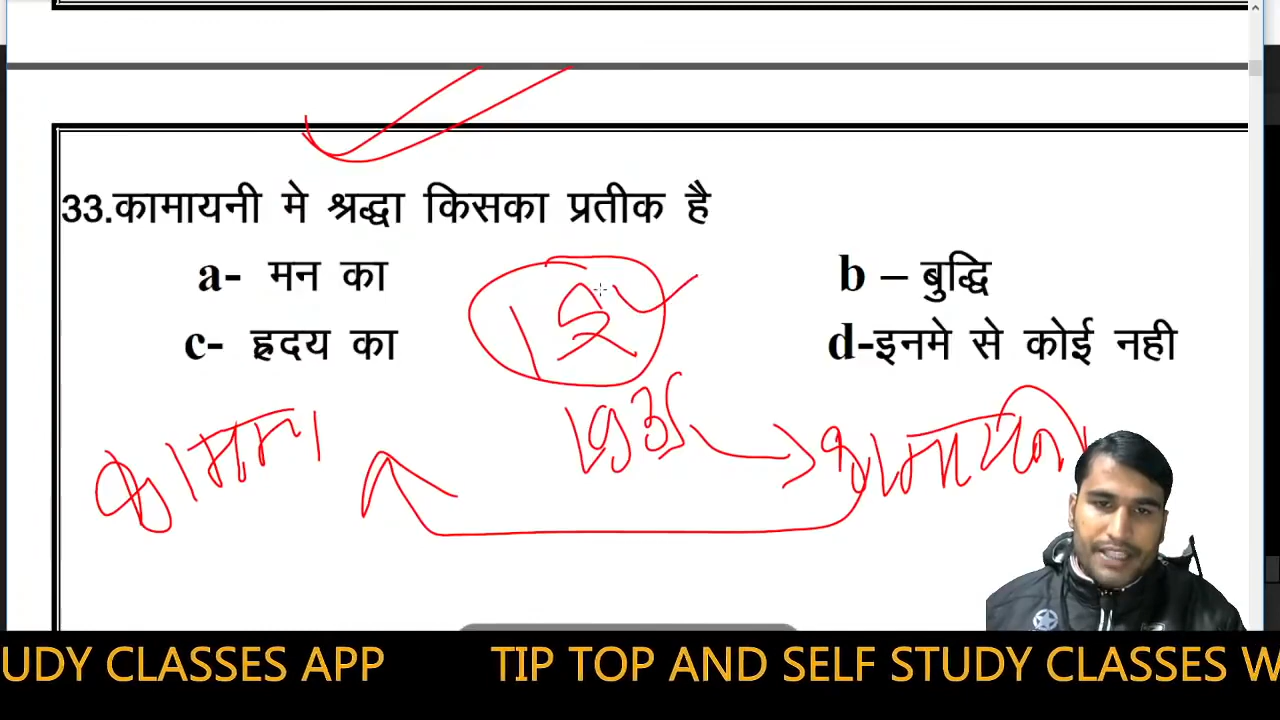 33.कामायनी मे श्रद्धा किसका प्रतीक है
a- मन का
b – बुद्धि
c- ह्रदय का
d-इनमे से कोई नही
1935
कामायनी
UDY CLASSES APP TIP TOP AND SELF STUDY CLASSES W